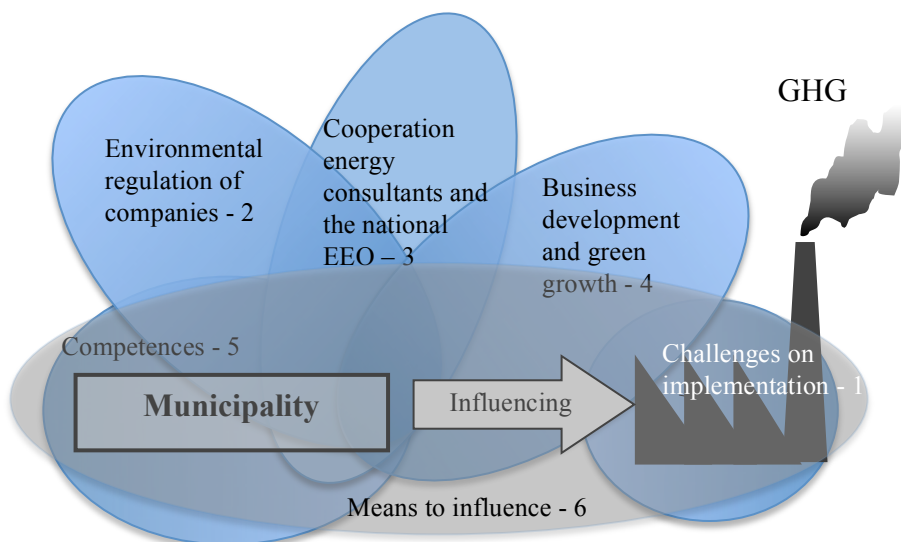 GHG
Environmental
regulation of
companies - 2
Cooperation
energy
consultants and
the national
EEO – 3
Business
development
and green
growth - 4
Competences - 5
Municipality
Influencing
Challenges on
implementation - 1
Means to influence - 6